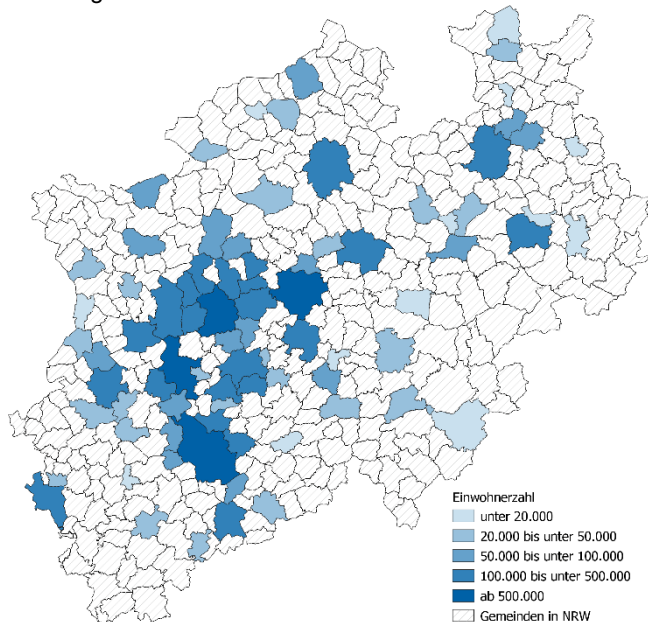 Einwohnerzahl
unter 20.000
20.000 bis unter 50.000
50.000 bis unter 100.000
100.000 bis unter 500.000
ab 500.000
Gemeinden in NRW